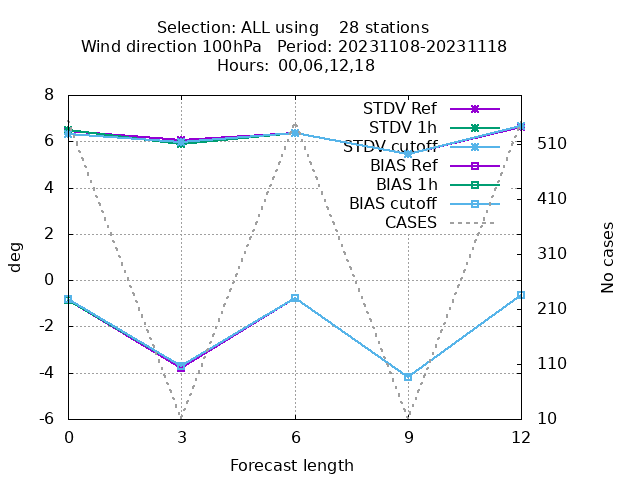 Selection: ALL using    28 stations
Wind direction 100hPa   Period: 20231108-20231118
Hours: 00,06,12,18
8
6
4
2
0
-2
-4
-6
deg
STDV Ref
STDV 1h
STDV cutoff
BIAS Ref
BIAS 1h
BIAS cutoff
CASES
510
410
310
210
110
10
No cases
0 3 6 9 12
Forecast length